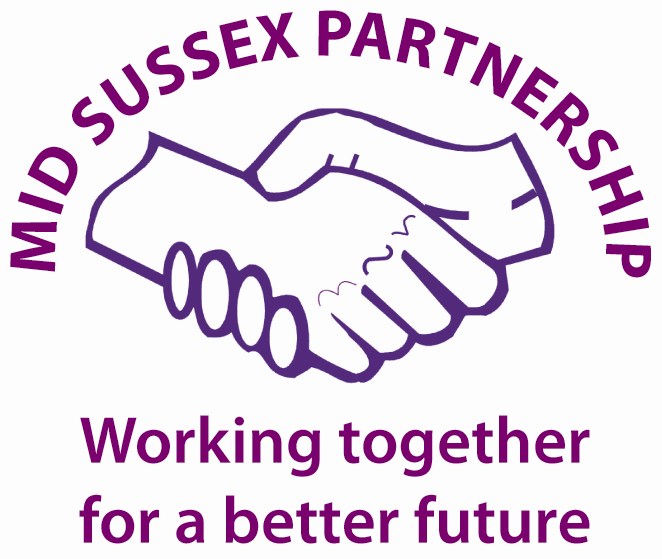 MID SUSSEX PARTNERSHIP
Working together
for a better future